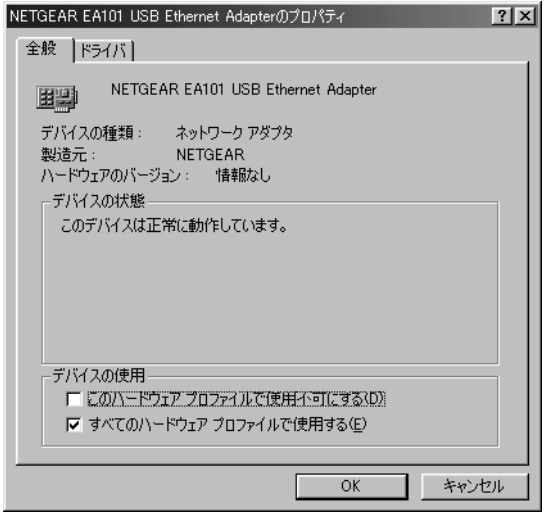 NETGEAR EA101 USB Ethernet Adapterのプロパティ
全般
ドライバ
NETGEAR EA101 USB Ethernet Adapter
デバイスの種類： ネットワーク アダプタ
製造元： NETGEAR
ハードウェアのバージョン： 情報なし
デバイスの状態
このデバイスは正常に動作しています。
デバイスの使用
このハードウェア プロファイルで使用不可にする(D)
すべてのハードウェア プロファイルで使用する(E)
OK
キャンセル